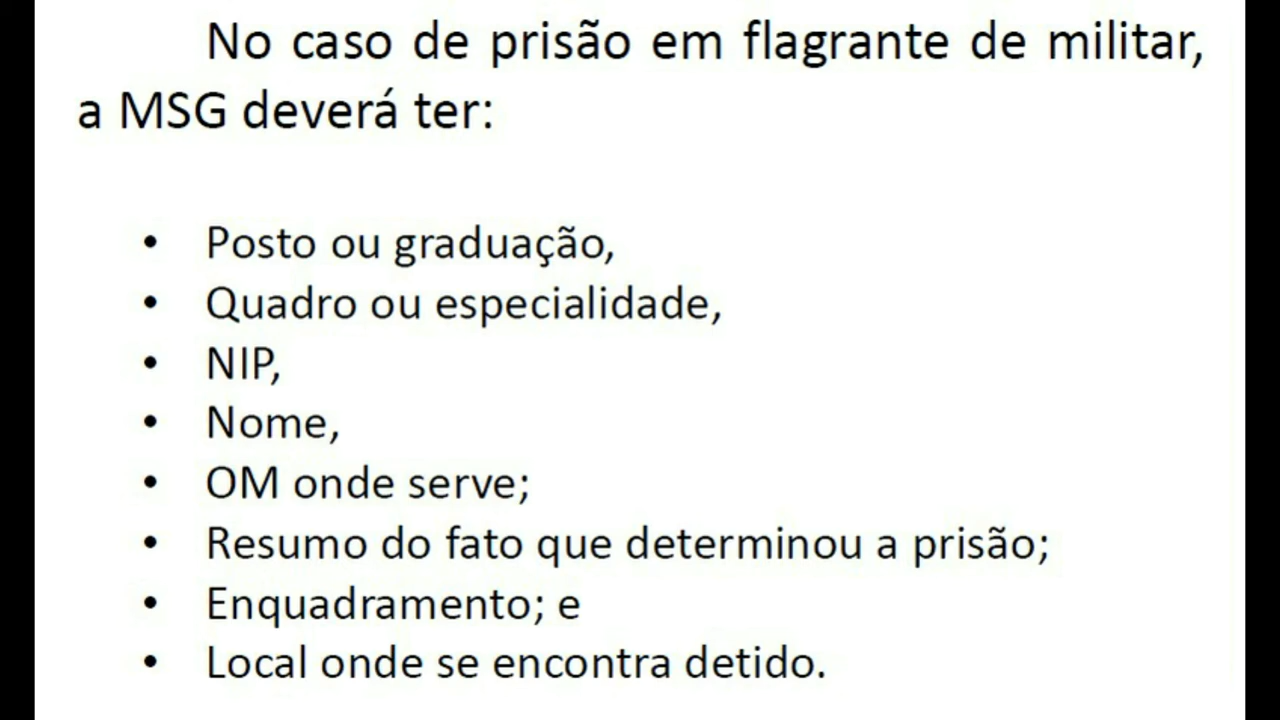 No caso de prisão em flagrante de militar,
a MSG deverá ter:
• Posto ou graduação,
• Quadro ou especialidade,
• NIP,
• Nome,
• OM onde serve;
• Resumo do fato que determinou a prisão;
• Enquadramento; e
• Local onde se encontra detido.